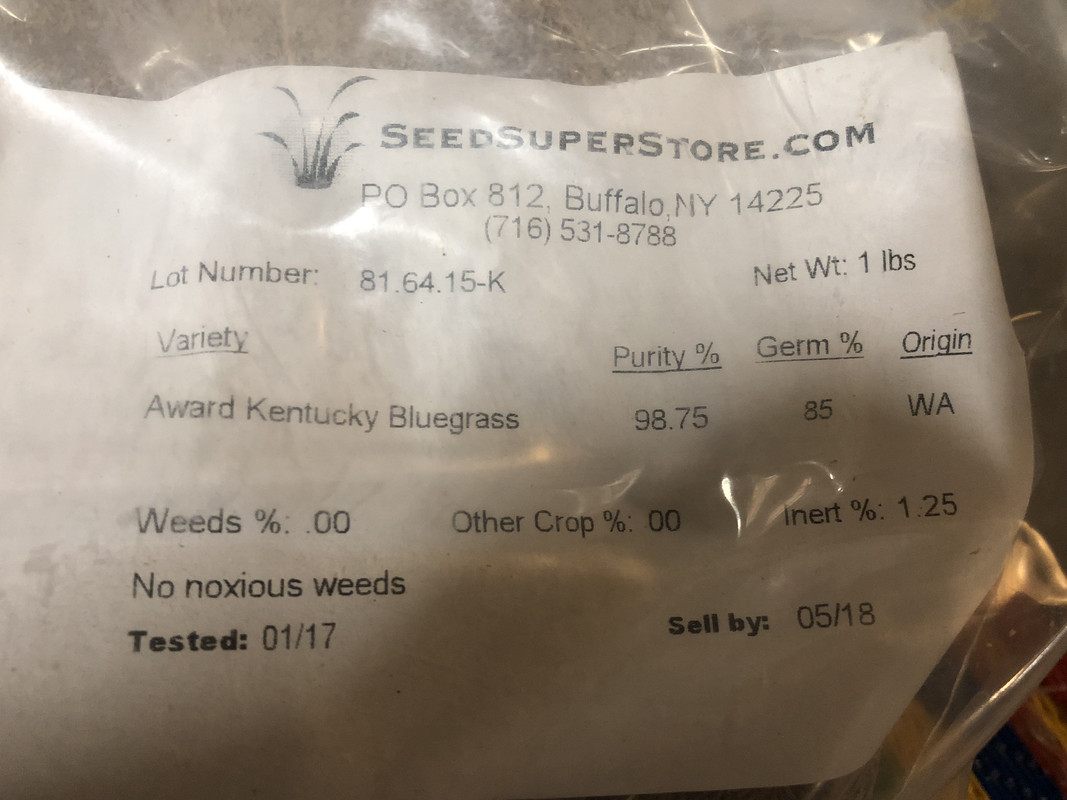 SEEDSUPERSTORE.COM
PO Box 812, Buffalo,NY 14225
(716) 531-8788
Lot Number: 81.64.15-K Net Wt: 1 lbs
Variety Purity % Germ % Origin
Award Kentucky Bluegrass 98.75 85 WA
Weeds %: .00 Other Crop %: 00 Inert %: 1.25
No noxious weeds
Tested: 01/17 Sell by: 05/18